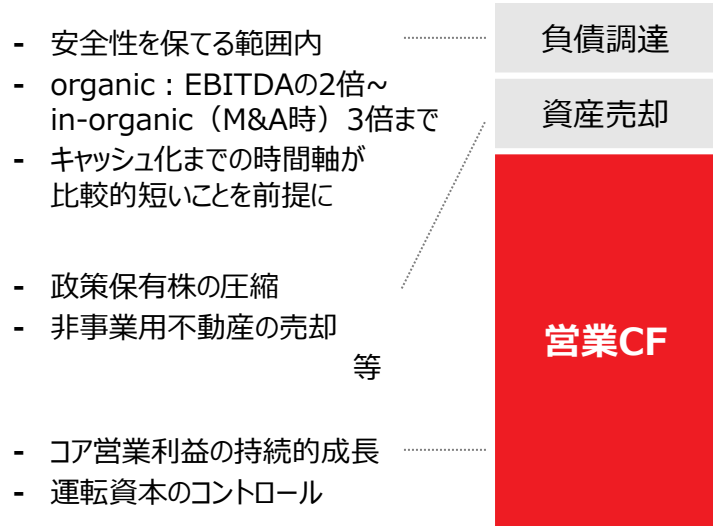 - 安全性を保てる範囲内
- organic：EBITDAの2倍~
in-organic（M&A時）3倍まで
- キャッシュ化までの時間軸が
比較的短いことを前提に
- 政策保有株の圧縮
- 非事業用不動産の売却
等
- コア営業利益の持続的成長
- 運転資本のコントロール
負債調達
資産売却
営業CF